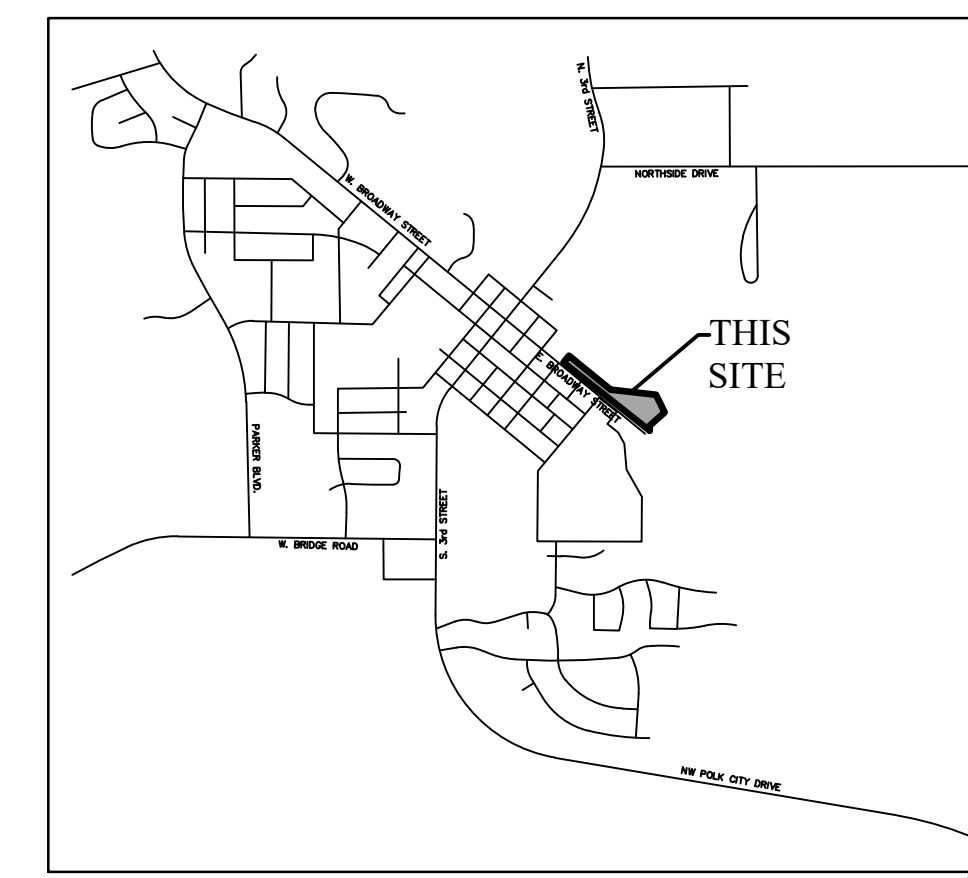 N. 3rd STREET
NORTHSIDE DRIVE
W. BROADWAY STREET
THIS
SITE
E. BROADWAY STREET
PARKER BLVD.
S. 3rd STREET
W. BRIDGE ROAD
NW POLK CITY DRIVE